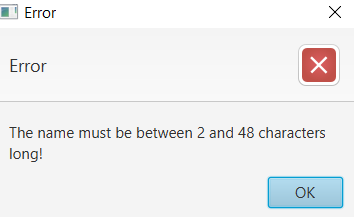 Error
Error
The name must be between 2 and 48 characters
long!
OK